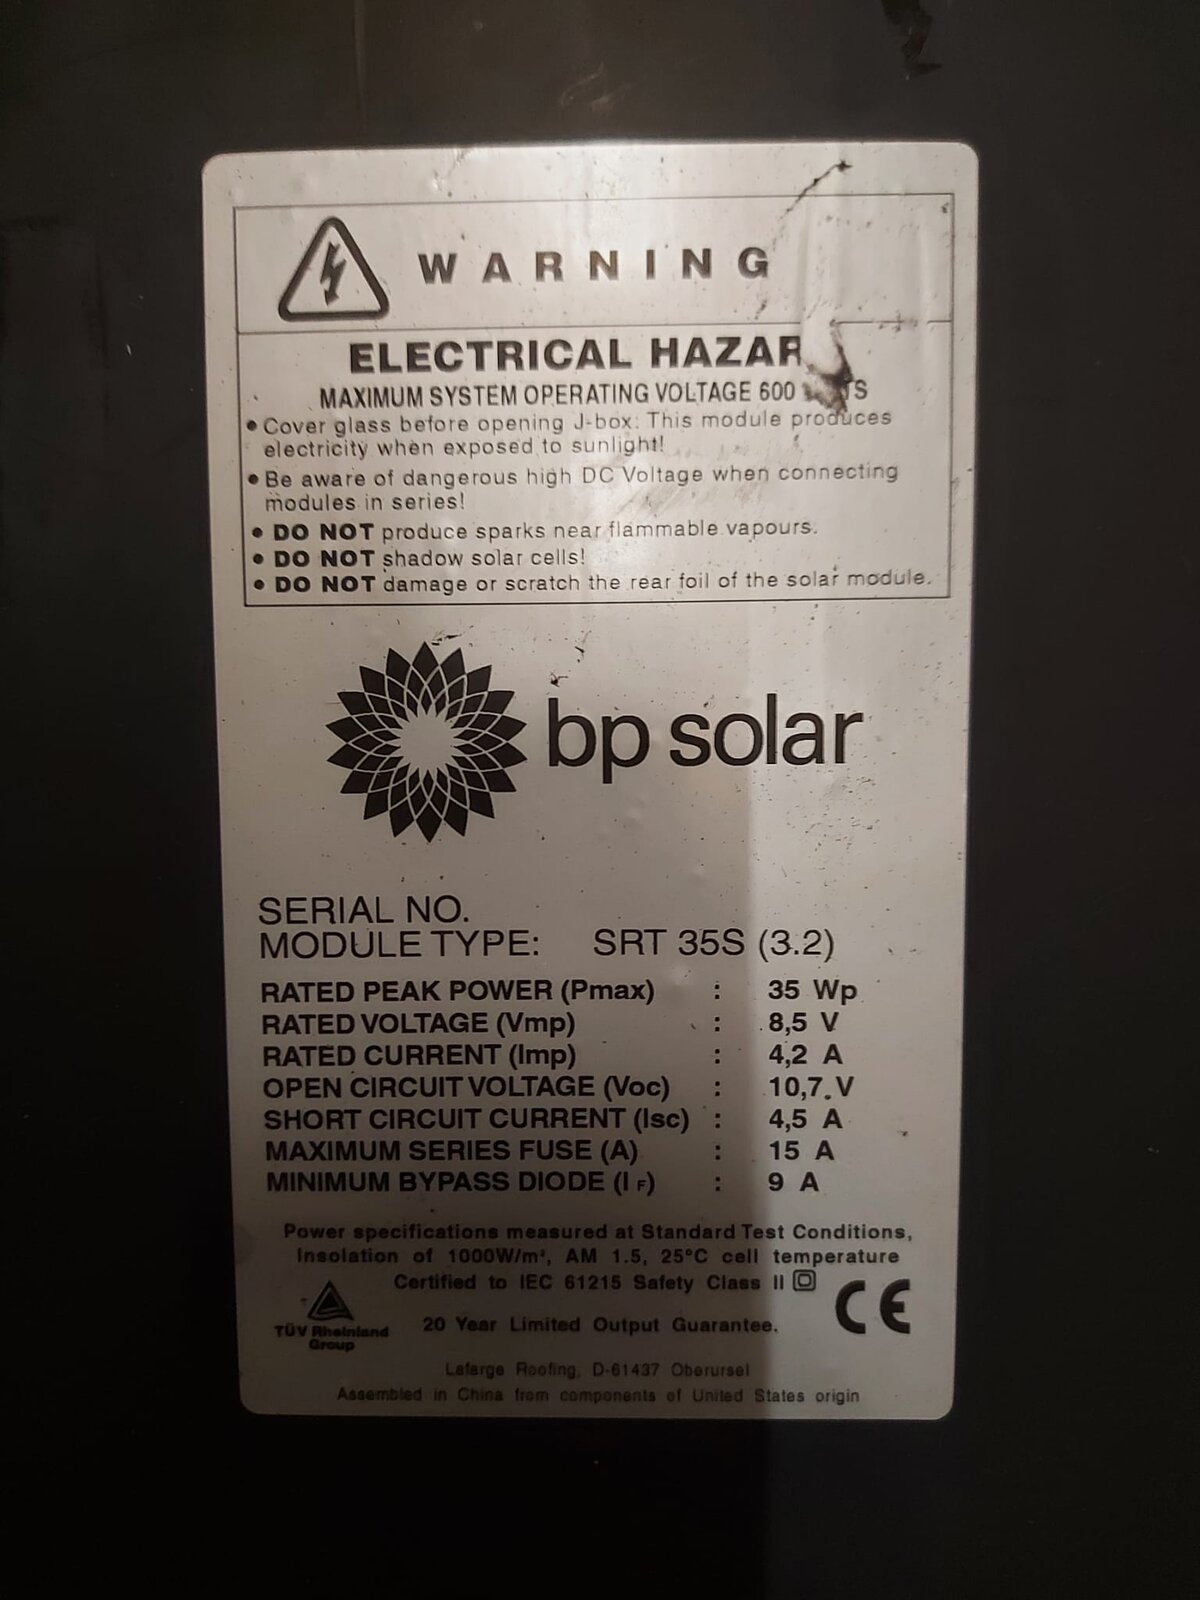 WARNING
ELECTRICAL
MAXIMUM SYSTEM OPERATING VOLTAGE 600
• Cover glass before opening J-box: This module produces
electricity when exposed to sunlight!
• Be aware of dangerous high DC Voltage when connecting
modules in series!
• DO NOT produce sparks near flammable vapours.
• DO NOT shadow solar cells!
• DO NOT damage or scratch the rear foil of the solar module.
bp solar
SERIAL NO.
MODULE TYPE: SRT 35S (3.2)
RATED PEAK POWER (Pmax) : 35 Wp
RATED VOLTAGE (Vmp) : 8,5 V
RATED CURRENT (Imp) : 4,2 A
OPEN CIRCUIT VOLTAGE (Voc) : 10,7 V
SHORT CIRCUIT CURRENT (Isc) : 4,5 A
MAXIMUM SERIES FUSE (A) : 15 A
MINIMUM BYPASS DIODE (I F) : 9 A
Power specifications measured at Standard Test Conditions,
Insolation of 1000W/m², AM 1.5, 25°C cell temperature
Certified to IEC 61215 Safety Class II
CE
TÜV Rheinland
Group
20 Year Limited Output Guarantee.
Lafarge Roofing, D-61437 Oberursel
Assembled in China from components of United States origin